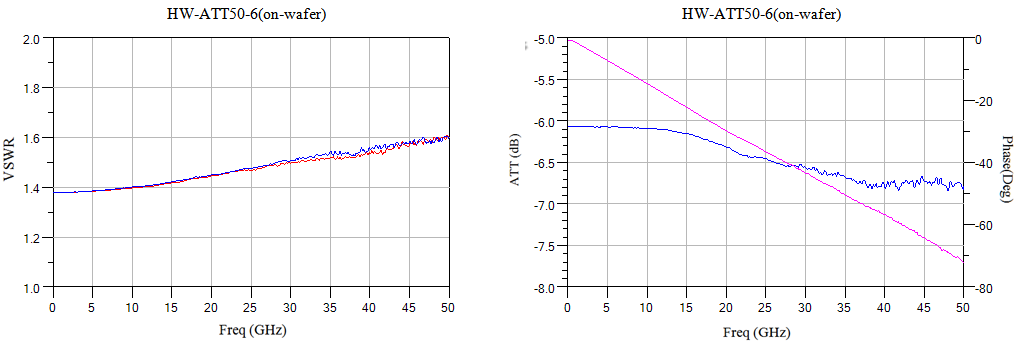 HW-ATT50-6(on-wafer)
2.0
1.8
1.6
1.4
1.2
1.0
VSWR
0 5 10 15 20 25 30 35 40 45 50
Freq (GHz)
HW-ATT50-6(on-wafer)
-5.0
-5.5
-6.0
-6.5
-7.0
-7.5
-8.0
ATT (dB)
0
-20
-40
-60
-80
Phase(Deg)
0 5 10 15 20 25 30 35 40 45 50
Freq (GHz)